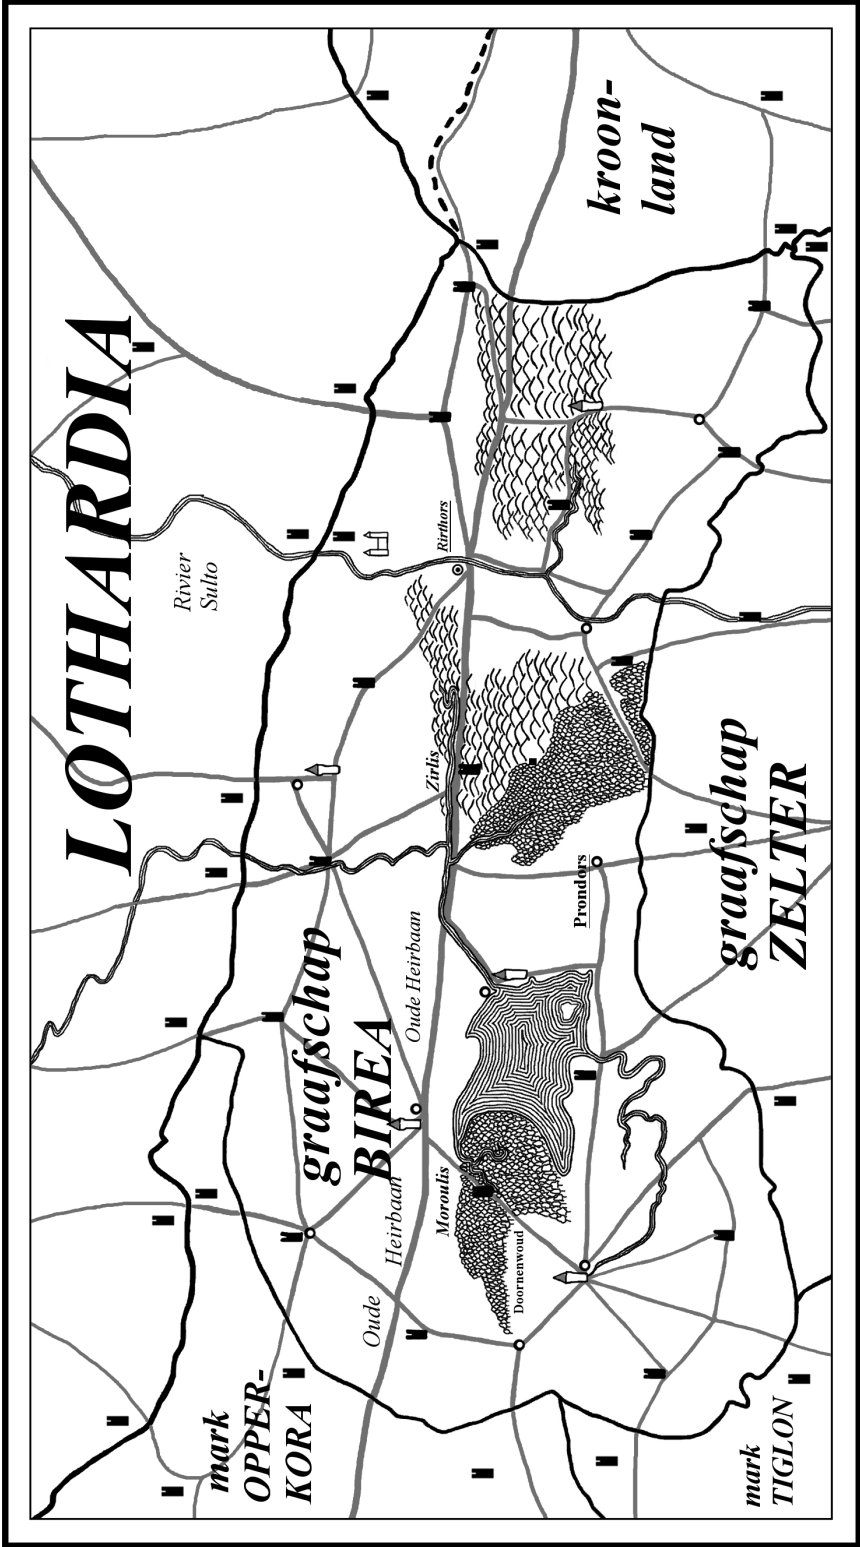 LOTHARDIA
Rivier
Sulto
mark
OPPER-
KORA
graafschap
BIREA
Oude
Heirbaan
Oude Heirbaan
Zirlis
Rirthors
Moroulis
Doornenwoud
Prondors
kroon-
land
graafschap
ZELTER
mark
TIGLON